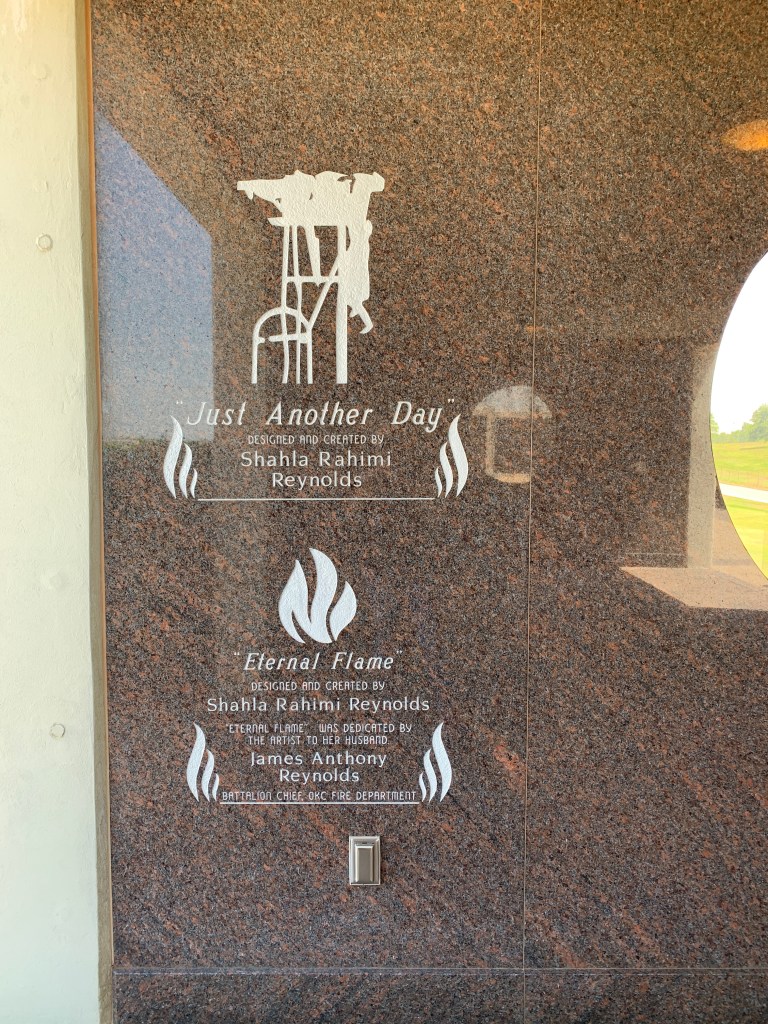 "Just Another Day"
DESIGNED AND CREATED BY
Shahla Rahimi
Reynolds
"Eternal Flame"
DESIGNED AND CREATED BY
Shahla Rahimi Reynolds
"ETERNAL FLAME" WAS DEDICATED BY
THE ARTIST TO HER HUSBAND
James Anthony
Reynolds
BATTALION CHIEF, OKC FIRE DEPARTMENT